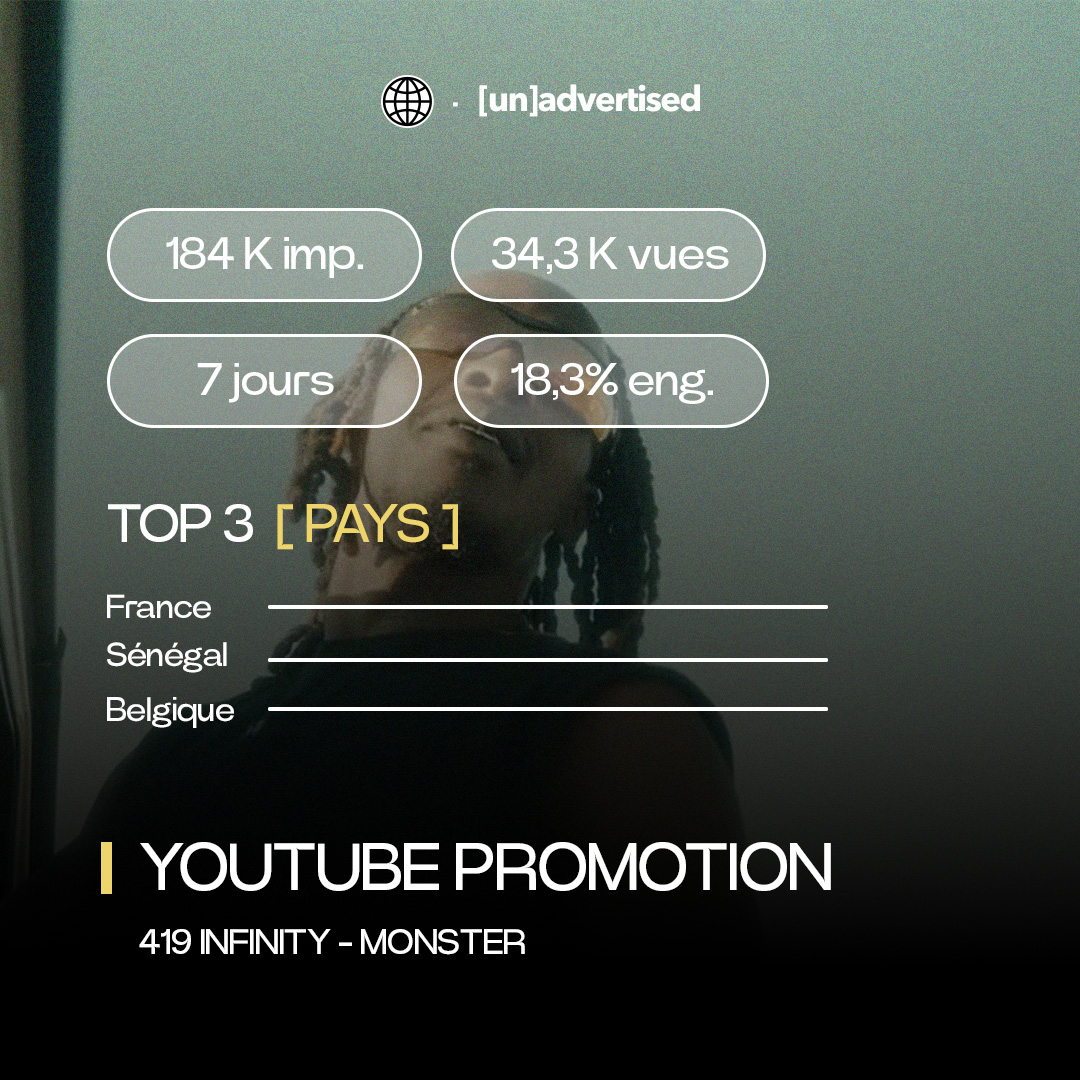 [un]advertised
184 K imp.
34,3 K vues
7 jours
18,3% eng.
TOP 3 [ PAYS ]
France
Sénégal
Belgique
YOUTUBE PROMOTION
419 INFINITY - MONSTER